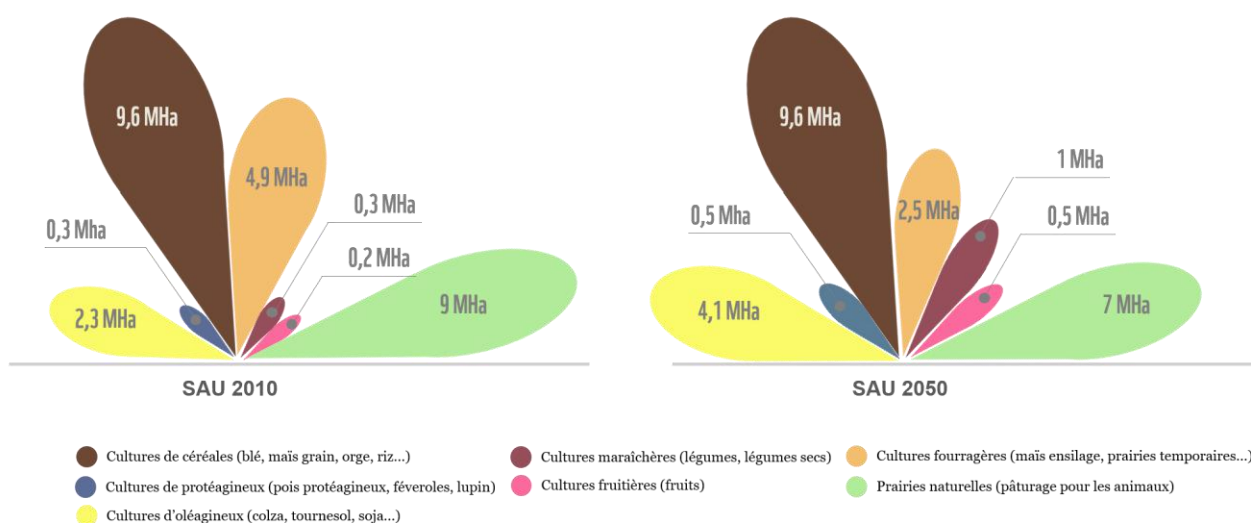 9,6 MHa
4,9 MHa
0,3 MHa
0,3 Mha
0,2 MHa
2,3 MHa
9 MHa
SAU 2010
9,6 MHa
1 MHa
2,5 MHa
0,5 Mha
0,5 MHa
4,1 MHa
7 MHa
SAU 2050
Cultures de céréales (blé, maïs grain, orge, riz...)
Cultures maraîchères (légumes, légumes secs)
Cultures fourragères (maïs ensilage, prairies temporaires...)
Cultures de protéagineux (pois protéagineux, féveroles, lupin)
Cultures fruitières (fruits)
Prairies naturelles (pâturage pour les animaux)
Cultures d'oléagineux (colza, tournesol, soja...)